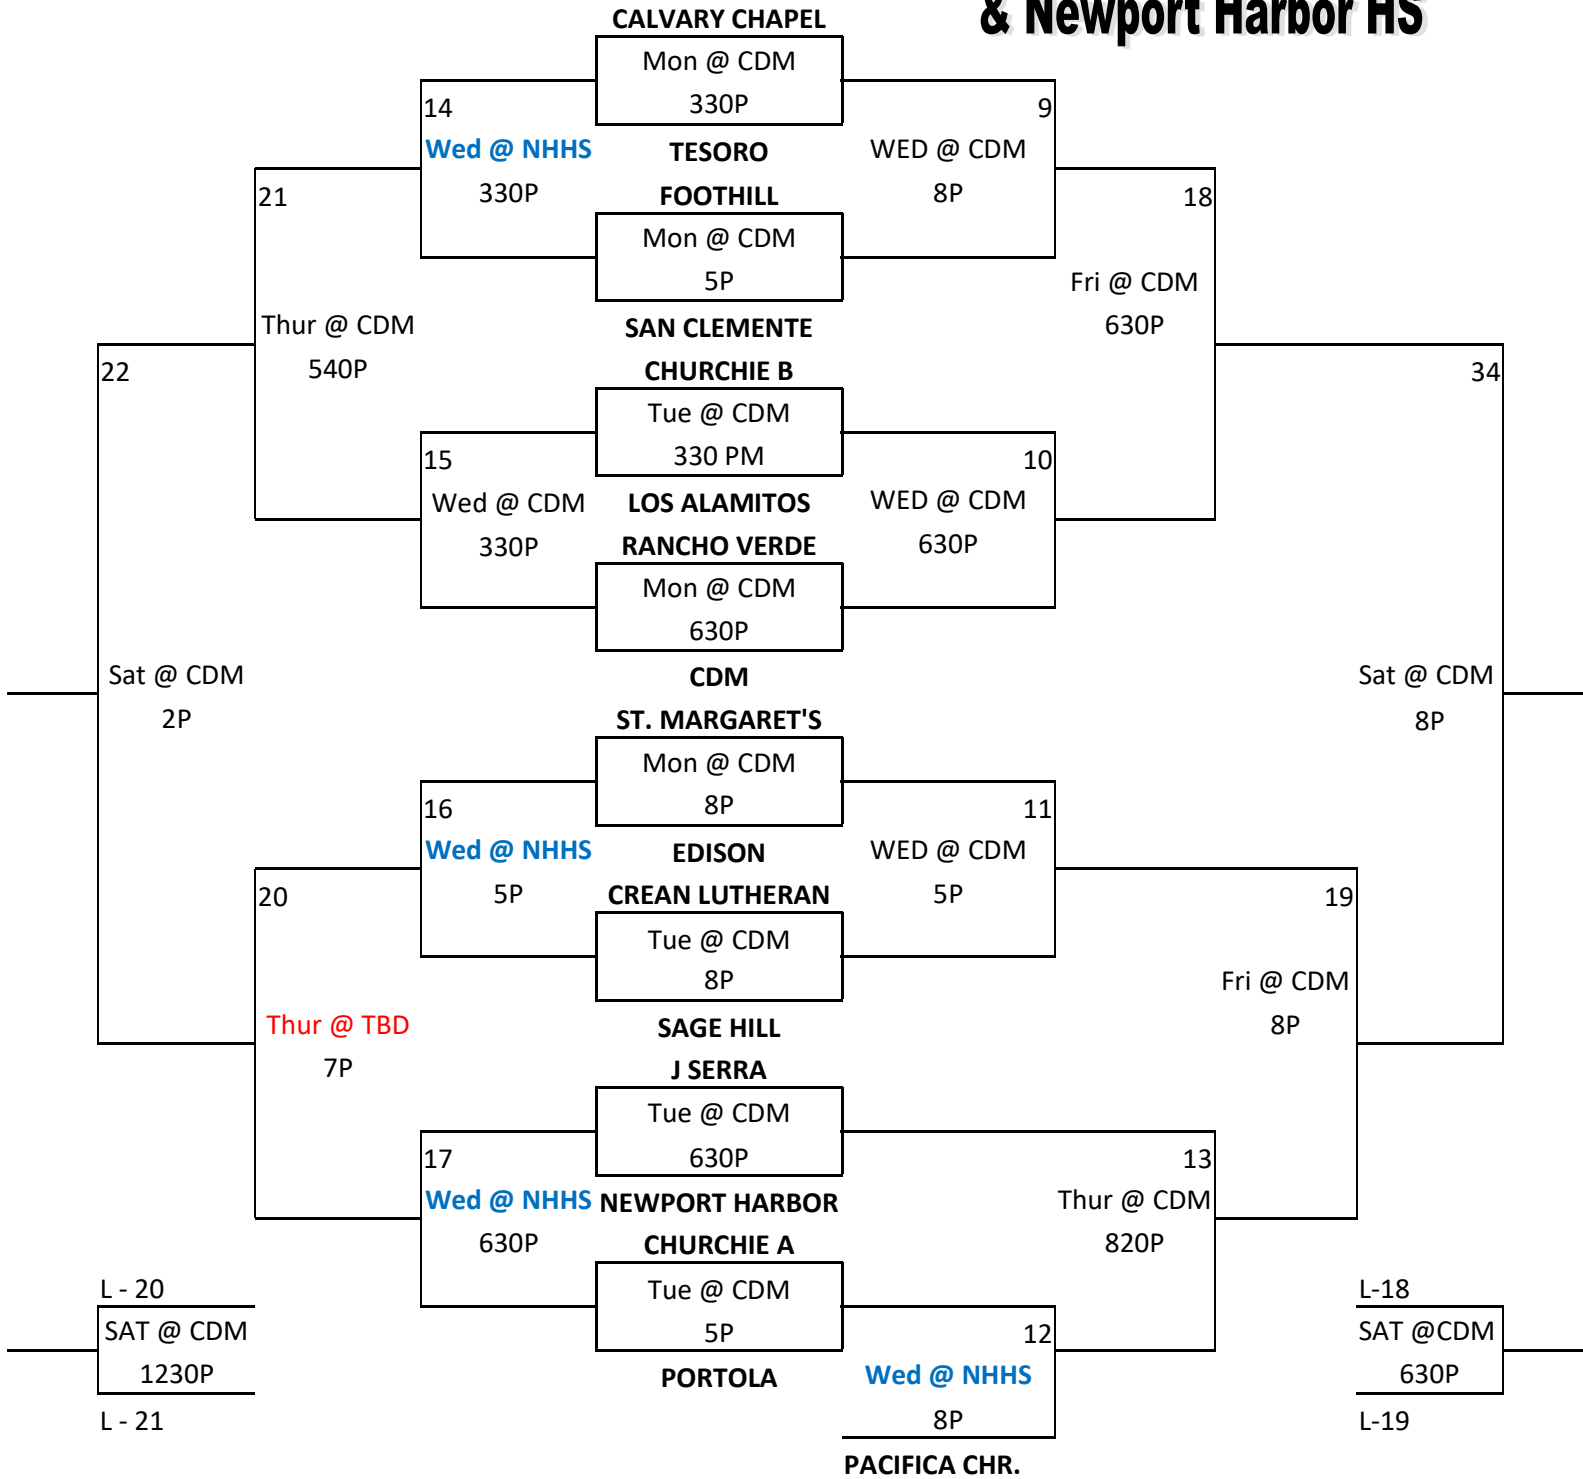 & Newport Harbor HS
CALVARY CHAPEL
Mon @ CDM
330P
14
9
Wed @ NHHS
TESORO
WED @ CDM
330P
FOOTHILL
8P
21
18
Mon @ CDM
5P
Fri @ CDM
Thur @ CDM
SAN CLEMENTE
630P
540P
CHURCHIE B
22
34
Tue @ CDM
330 PM
15
10
Wed @ CDM
LOS ALAMITOS
WED @ CDM
330P
RANCHO VERDE
630P
Mon @ CDM
630P
Sat @ CDM
CDM
Sat @ CDM
2P
ST. MARGARET'S
8P
Mon @ CDM
8P
16
11
Wed @ NHHS
EDISON
WED @ CDM
5P
CREAN LUTHERAN
5P
20
19
Tue @ CDM
8P
Fri @ CDM
Thur @ TBD
SAGE HILL
8P
7P
J SERRA
Tue @ CDM
630P
17
13
Wed @ NHHS
NEWPORT HARBOR
Thur @ CDM
630P
CHURCHIE A
820P
L - 20
Tue @ CDM
L-18
SAT @ CDM
5P
12
SAT @CDM
1230P
PORTOLA
Wed @ NHHS
630P
L - 21
8P
L-19
PACIFICA CHR.